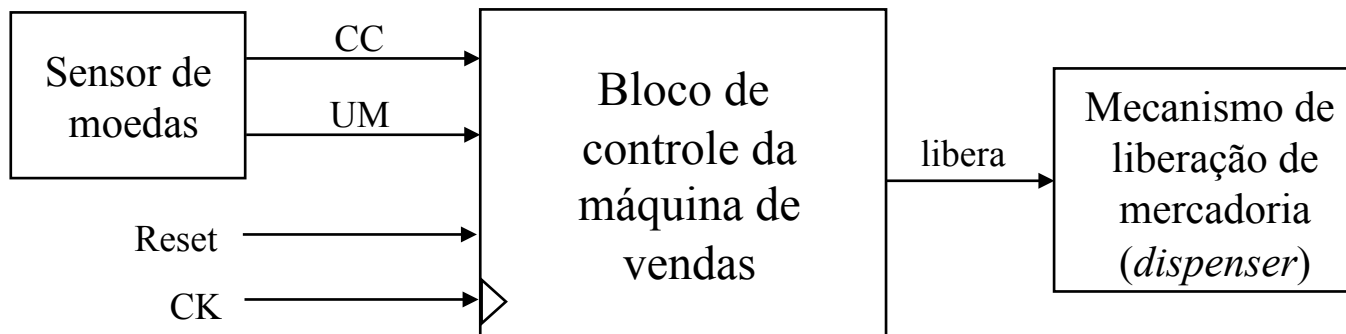 Sensor de
moedas
CC
UM
Reset
CK
Bloco de
controle da
máquina de
vendas
libera
Mecanismo de
liberação de
mercadoria
(dispenser)